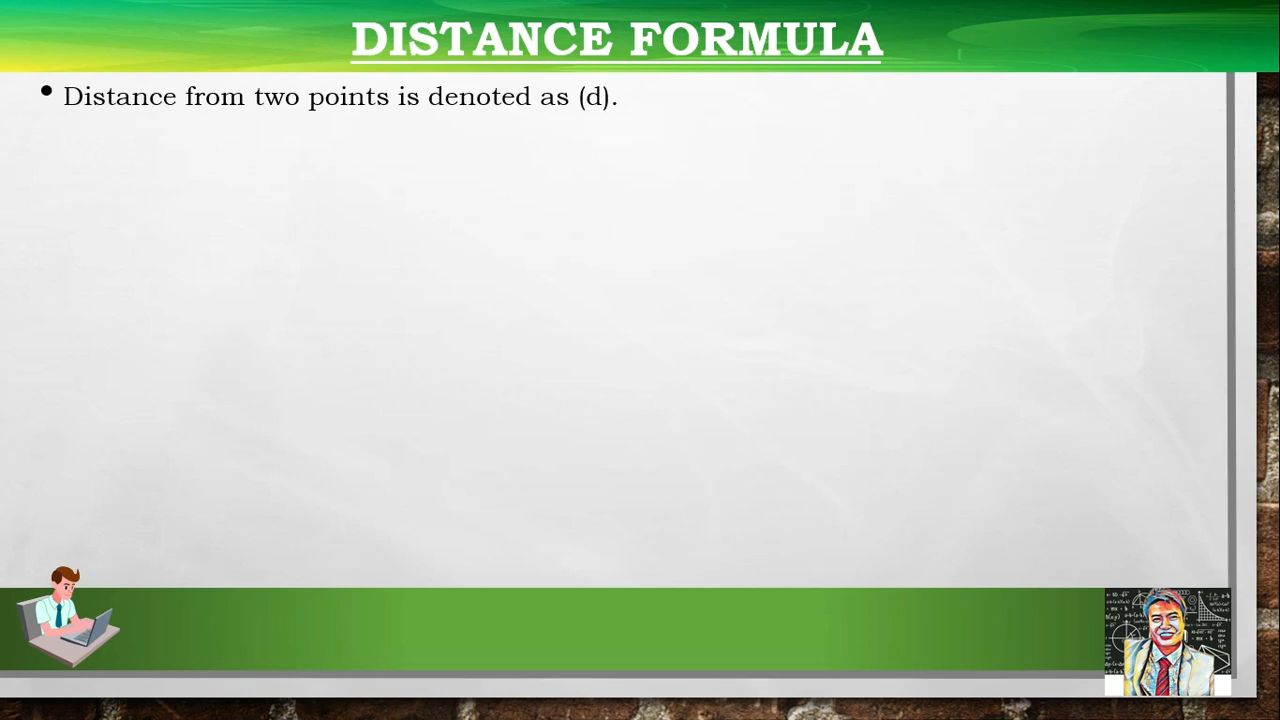 DISTANCE FORMULA
• Distance from two points is denoted as (d).